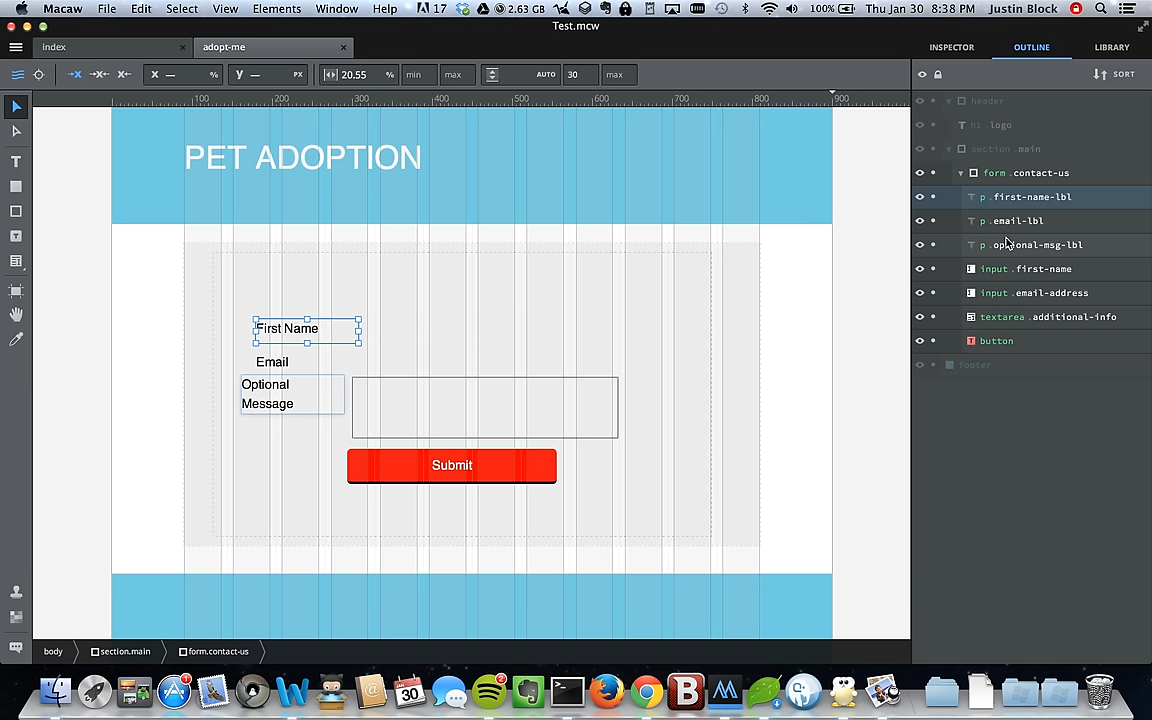 Macaw File Edit Select View Elements Window Help 17 2.63 GB 100% Thu Jan 30 8:38 PM Justin Block
Test.mcw
index × adopt-me × INSPECTOR OUTLINE LIBRARY
X — % Y — PX 20.55 % min max AUTO 30 max SORT
100 200 300 400 500 600 700 800 900
header
h1 .logo
section .main
form .contact-us
p .first-name-lbl
p .email-lbl
p .optional-msg-lbl
input .first-name
input .email-address
textarea .additional-info
button
footer
PET ADOPTION
First Name
Email
Optional
Message
Submit
body section.main form.contact-us
JAN
30
1
2